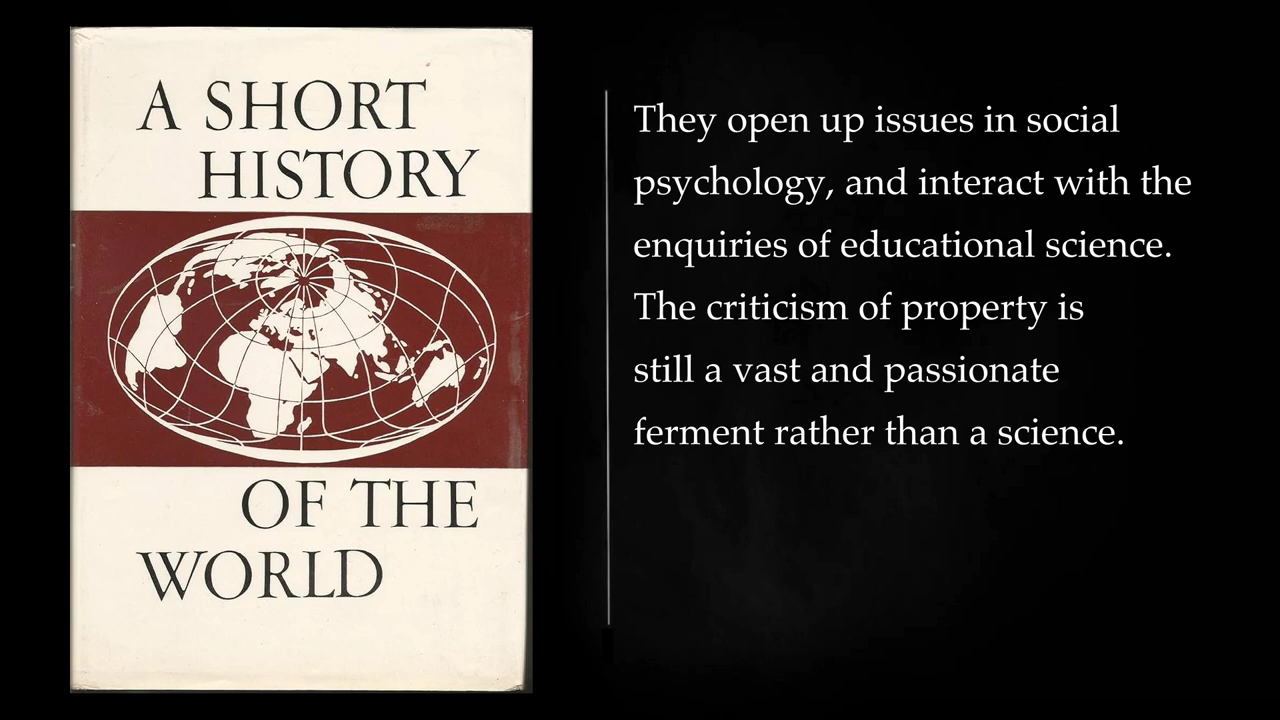 A SHORT
HISTORY
OF THE
WORLD
They open up issues in social
psychology, and interact with the
enquiries of educational science.
The criticism of property is
still a vast and passionate
ferment rather than a science.